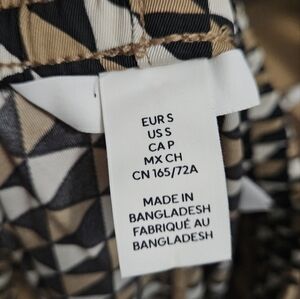 EUR S
US S
CA P
MX CH
CN 165/72A
MADE IN
BANGLADESH
FABRIQUÉ AU
BANGLADESH